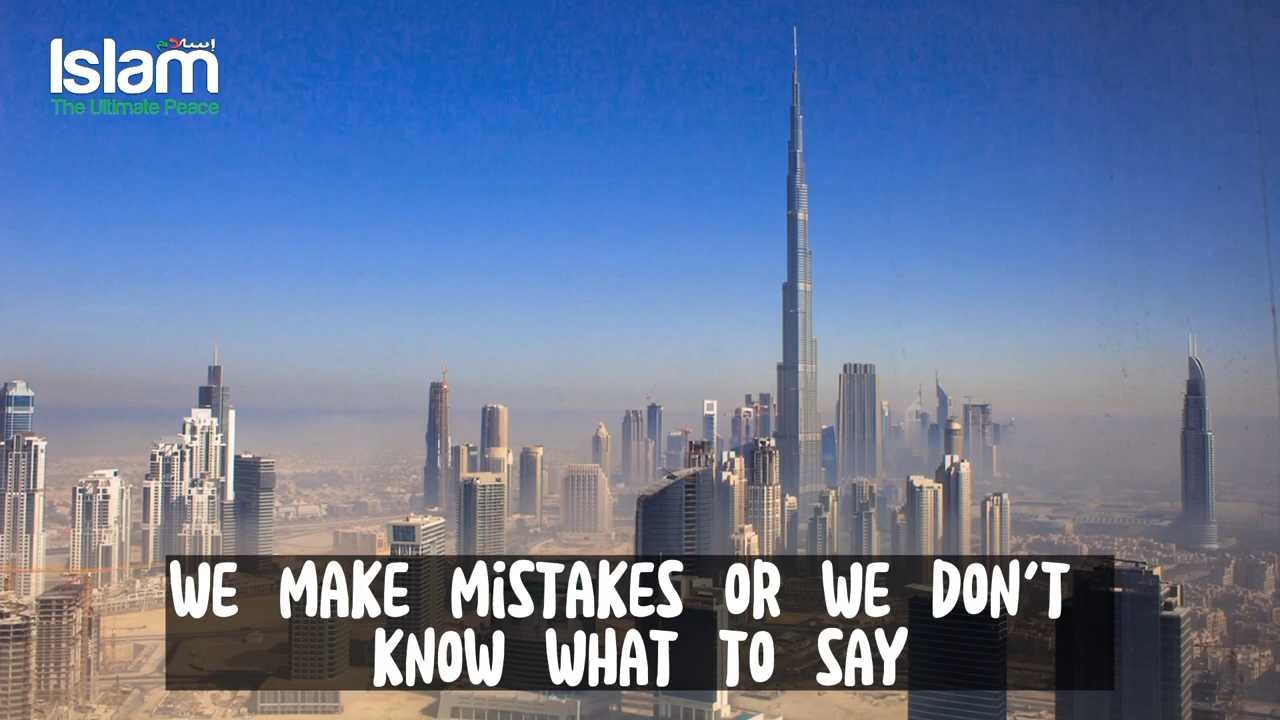 Islam
The Ultimate Peace
WE MAKE MiSTAKES OR WE DON'T
KNOW WHAT TO SAY